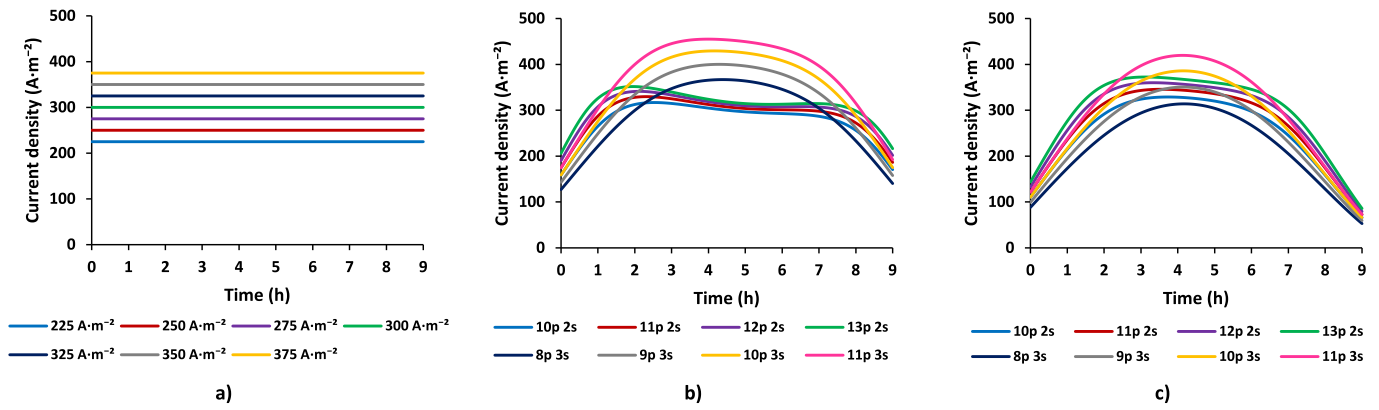 Current density (A·m⁻²)
500
400
300
200
100
0
0 1 2 3 4 5 6 7 8 9
Time (h)
225 A·m⁻² 250 A·m⁻² 275 A·m⁻² 300 A·m⁻²
325 A·m⁻² 350 A·m⁻² 375 A·m⁻²
a)
Current density (A·m⁻²)
500
400
300
200
100
0
0 1 2 3 4 5 6 7 8 9
Time (h)
10p 2s 11p 2s 12p 2s 13p 2s
8p 3s 9p 3s 10p 3s 11p 3s
b)
Current density (A·m⁻²)
500
400
300
200
100
0
0 1 2 3 4 5 6 7 8 9
Time (h)
10p 2s 11p 2s 12p 2s 13p 2s
8p 3s 9p 3s 10p 3s 11p 3s
c)